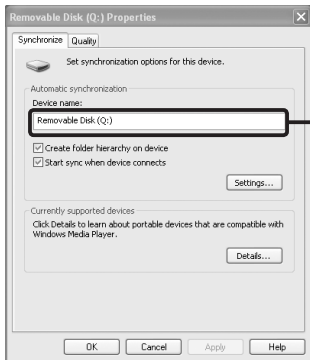 Removable Disk (Q:) Properties
Synchronize Quality
Set synchronization options for this device.
Automatic synchronization
Device name:
Removable Disk (Q:)
Create folder hierarchy on device
Start sync when device connects
Settings...
Currently supported devices
Click Details to learn about portable devices that are compatible with
Windows Media Player.
Details...
OK Cancel Apply Help